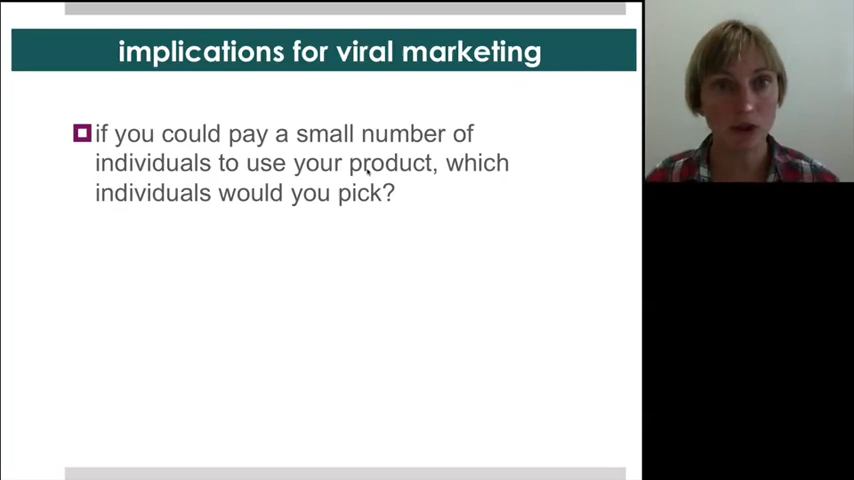 implications for viral marketing
if you could pay a small number of
individuals to use your product, which
individuals would you pick?